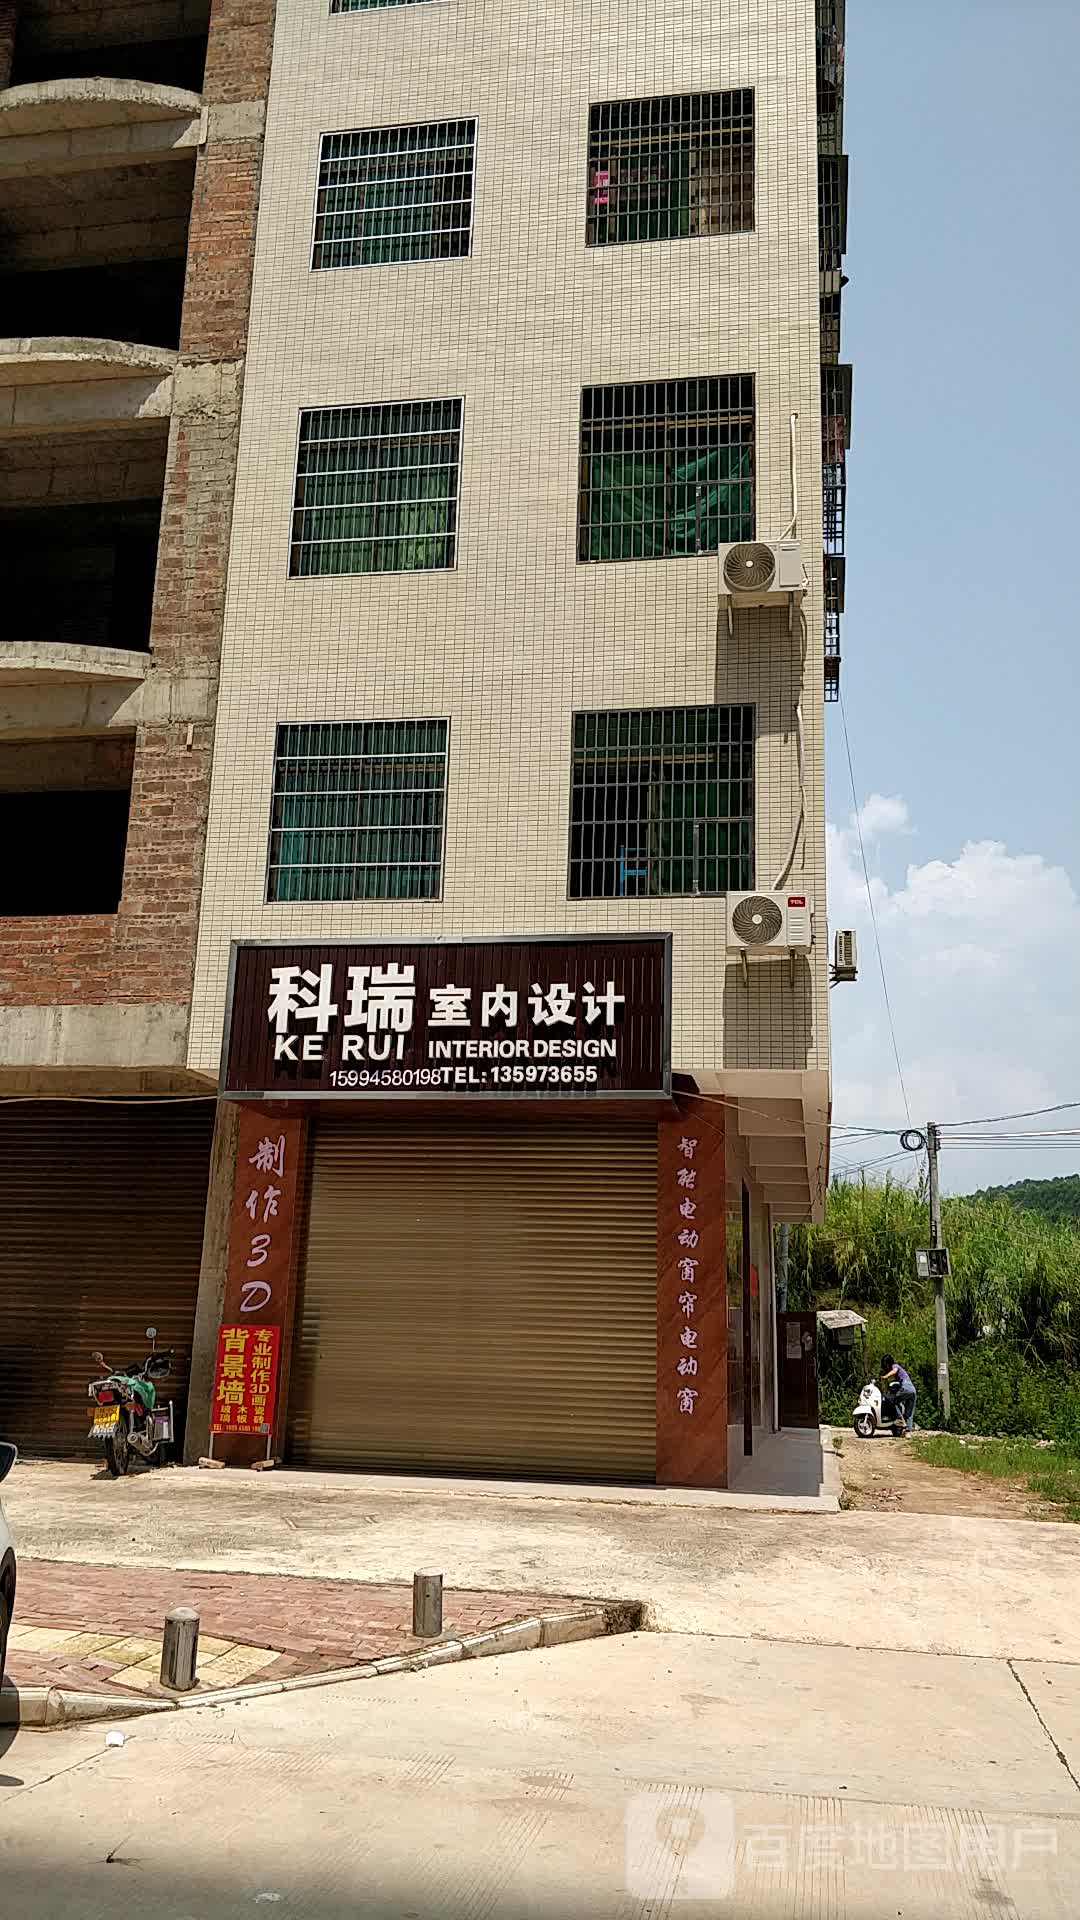 科瑞 室内设计
KE RUI INTERIOR DESIGN
15994580198 TEL:135973655
制作3D
智能电动窗帘电动窗
背景墙
专业制作3D画
玻璃 木板 瓷砖
TCL
百度地图用户